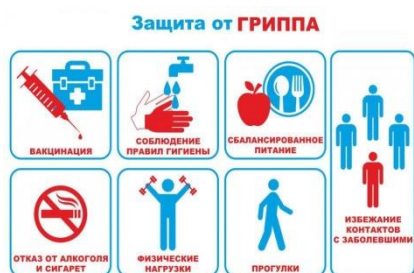 Защита от ГРИППА
ВАКЦИНАЦИЯ
СОБЛЮДЕНИЕ
ПРАВИЛ ГИГИЕНЫ
СБАЛАНСИРОВАННОЕ
ПИТАНИЕ
ИЗБЕЖАНИЕ
КОНТАКТОВ
С ЗАБОЛЕВШИМИ
ОТКАЗ ОТ АЛКОГОЛЯ
И СИГАРЕТ
ФИЗИЧЕСКИЕ
НАГРУЗКИ
ПРОГУЛКИ